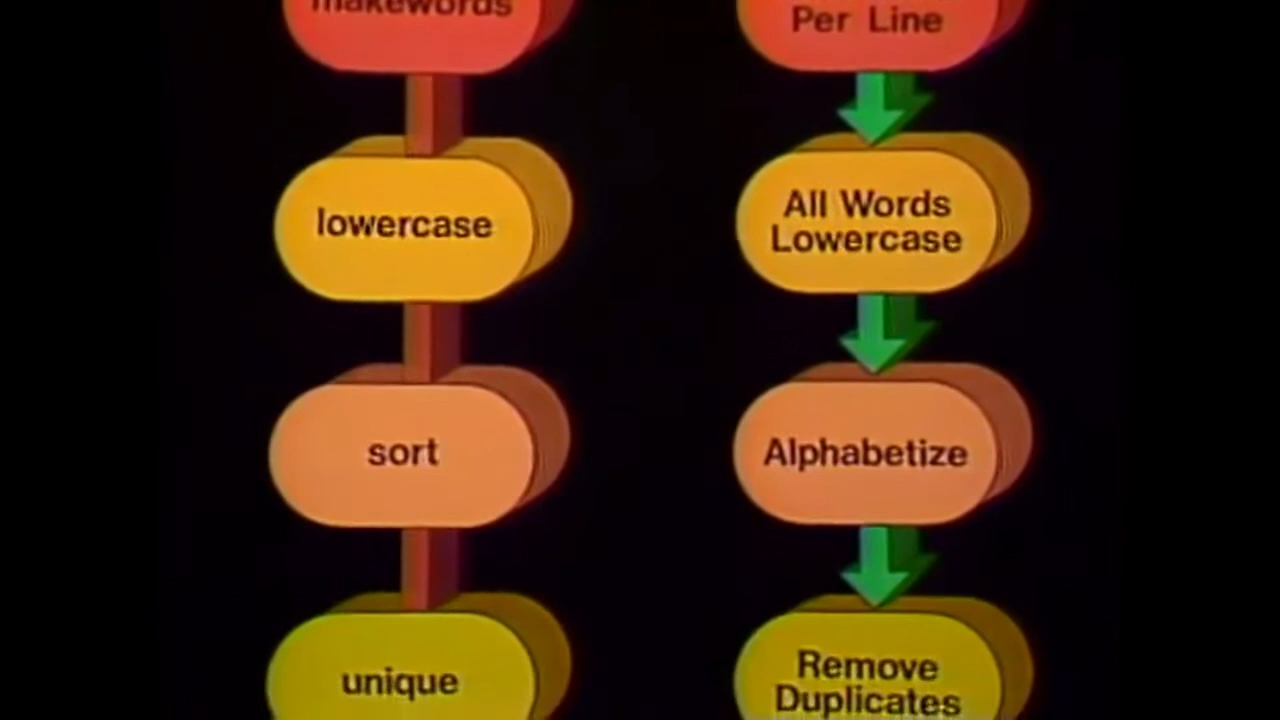 makewords
Per Line
lowercase
All Words
Lowercase
sort
Alphabetize
unique
Remove
Duplicates